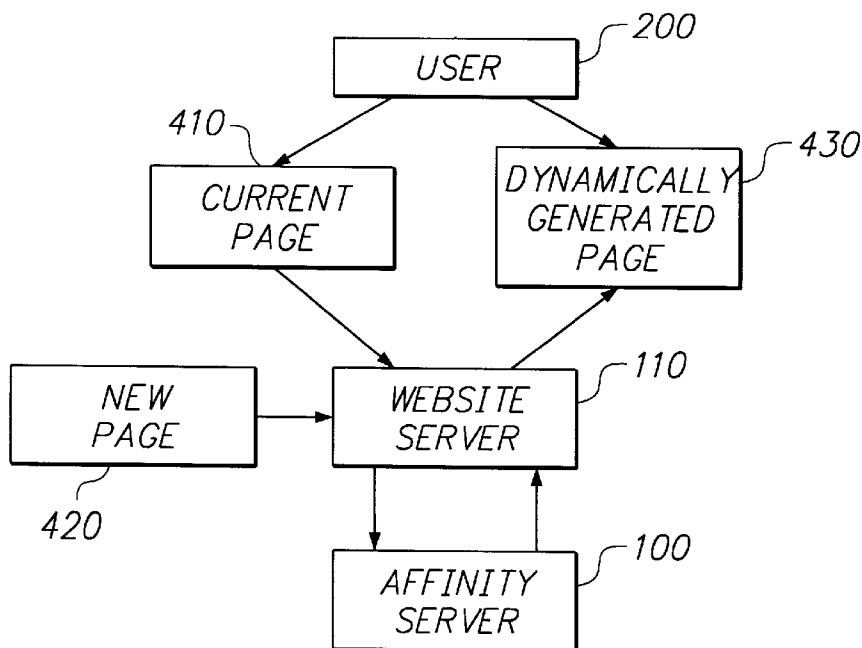 200
USER
410
430
CURRENT
PAGE
DYNAMICALLY
GENERATED
PAGE
110
NEW
PAGE
WEBSITE
SERVER
420
100
AFFINITY
SERVER